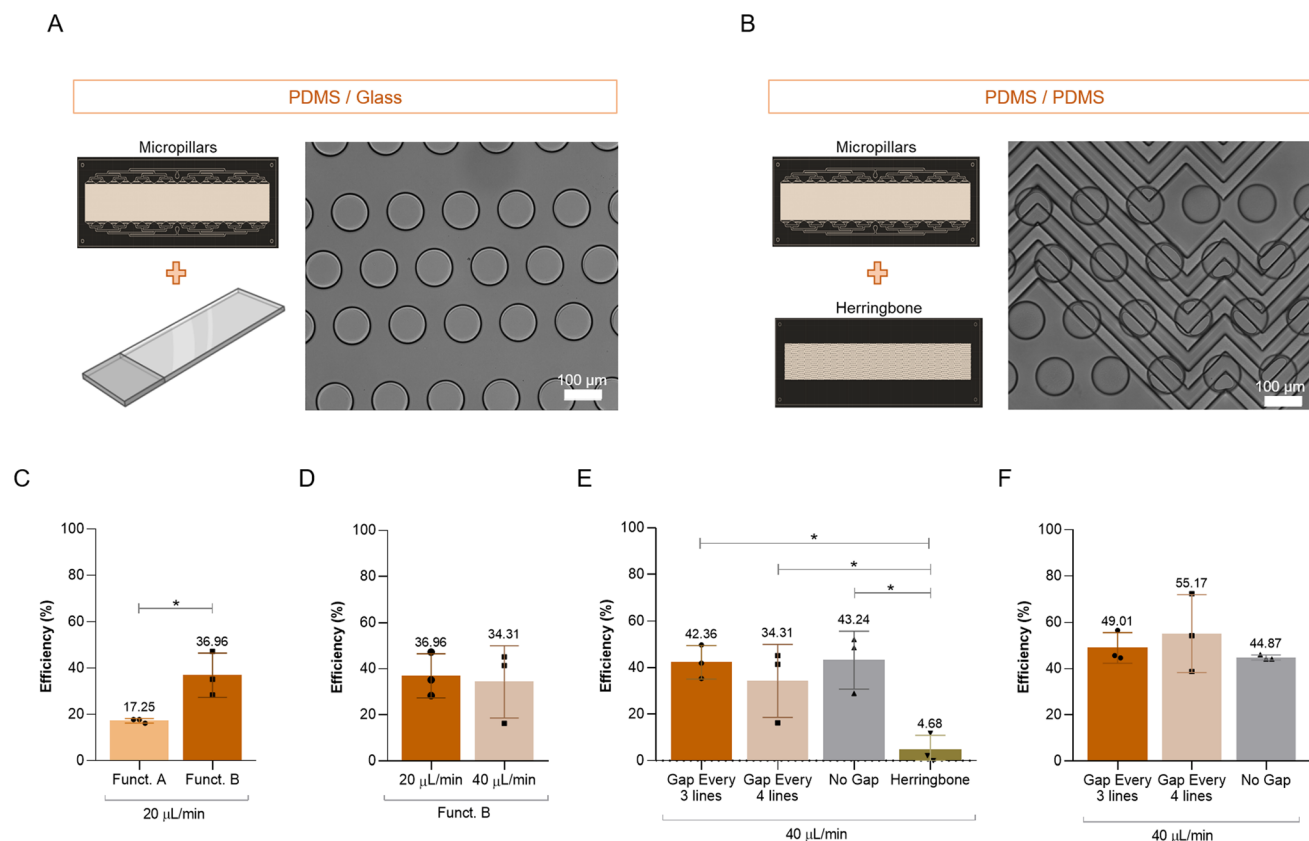 A
B
PDMS / Glass
PDMS / PDMS
Micropillars
Micropillars
Herringbone
100 µm
100 µm
C
D
E
F
Efficiency (%)
100
80
60
40
20
0
*
17.25
36.96
Funct. A
Funct. B
20 µL/min
Efficiency (%)
100
80
60
40
20
0
36.96
34.31
20 µL/min
40 µL/min
Funct. B
Efficiency (%)
100
80
60
40
20
0
*
*
*
42.36
34.31
43.24
4.68
Gap Every
3 lines
Gap Every
4 lines
No Gap
Herringbone
40 µL/min
Efficiency (%)
100
80
60
40
20
0
49.01
55.17
44.87
Gap Every
3 lines
Gap Every
4 lines
No Gap
40 µL/min